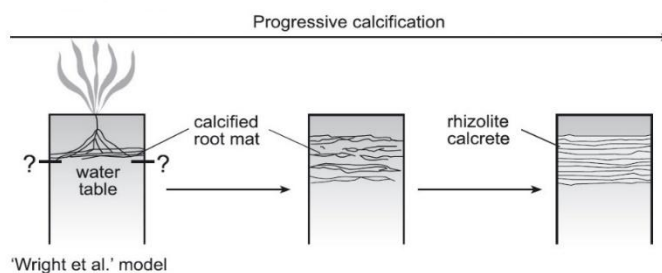 Progressive calcification
calcified
root mat
rhizolite
calcrete
?
?
water
table
'Wright et al.' model